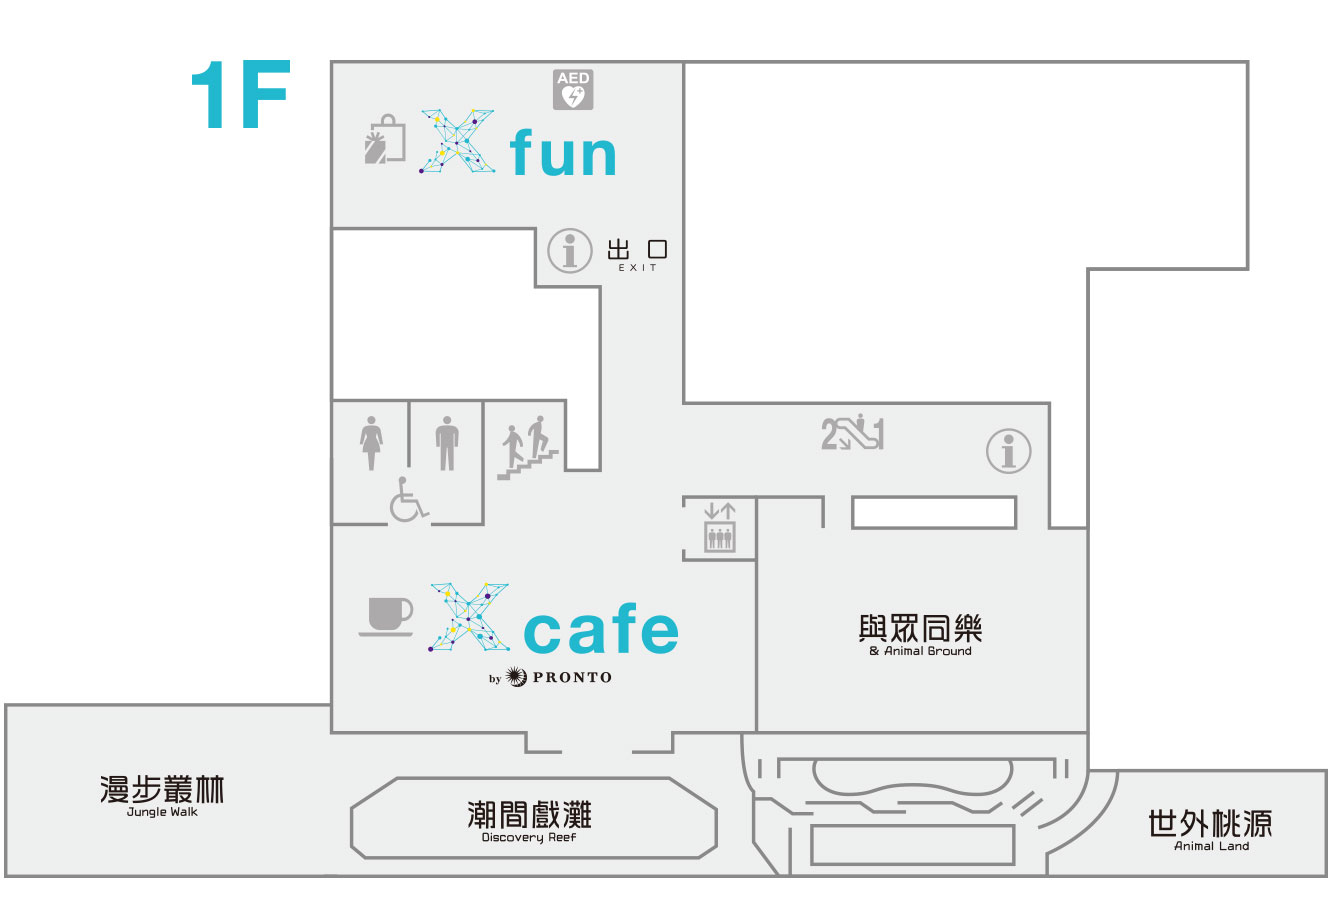 1F
AED
X fun
出口
EXIT
2 1
X cafe
by PRONTO
與眾同樂
& Animal Ground
漫步叢林
Jungle Walk
潮間戲灘
Discovery Reef
世外桃源
Animal Land